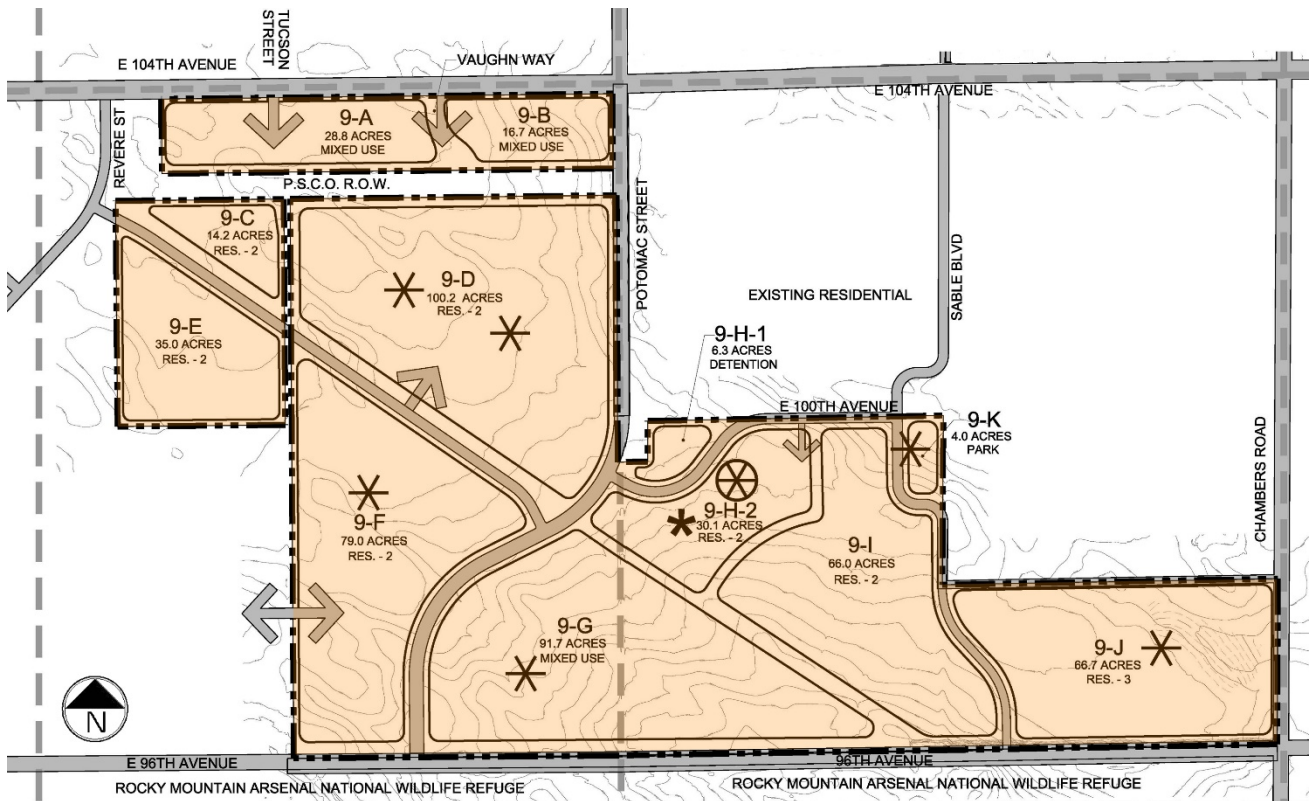 TUCSON
STREET
E 104TH AVENUE
VAUGHN WAY
E 104TH AVENUE
REVERE ST
9-A
28.8 ACRES
MIXED USE
9-B
16.7 ACRES
MIXED USE
P.S.C.O. R.O.W.
POTOMAC STREET
9-C
14.2 ACRES
RES. - 2
9-D
100.2 ACRES
RES. - 2
EXISTING RESIDENTIAL
SABLE BLVD
9-E
35.0 ACRES
RES. - 2
9-H-1
6.3 ACRES
DETENTION
E 100TH AVENUE
9-K
4.0 ACRES
PARK
CHAMBERS ROAD
9-F
79.0 ACRES
RES. - 2
9-H-2
30.1 ACRES
RES. - 2
9-I
66.0 ACRES
RES. - 2
9-G
91.7 ACRES
MIXED USE
9-J
66.7 ACRES
RES. - 3
N
E 96TH AVENUE
96TH AVENUE
ROCKY MOUNTAIN ARSENAL NATIONAL WILDLIFE REFUGE
ROCKY MOUNTAIN ARSENAL NATIONAL WILDLIFE REFUGE